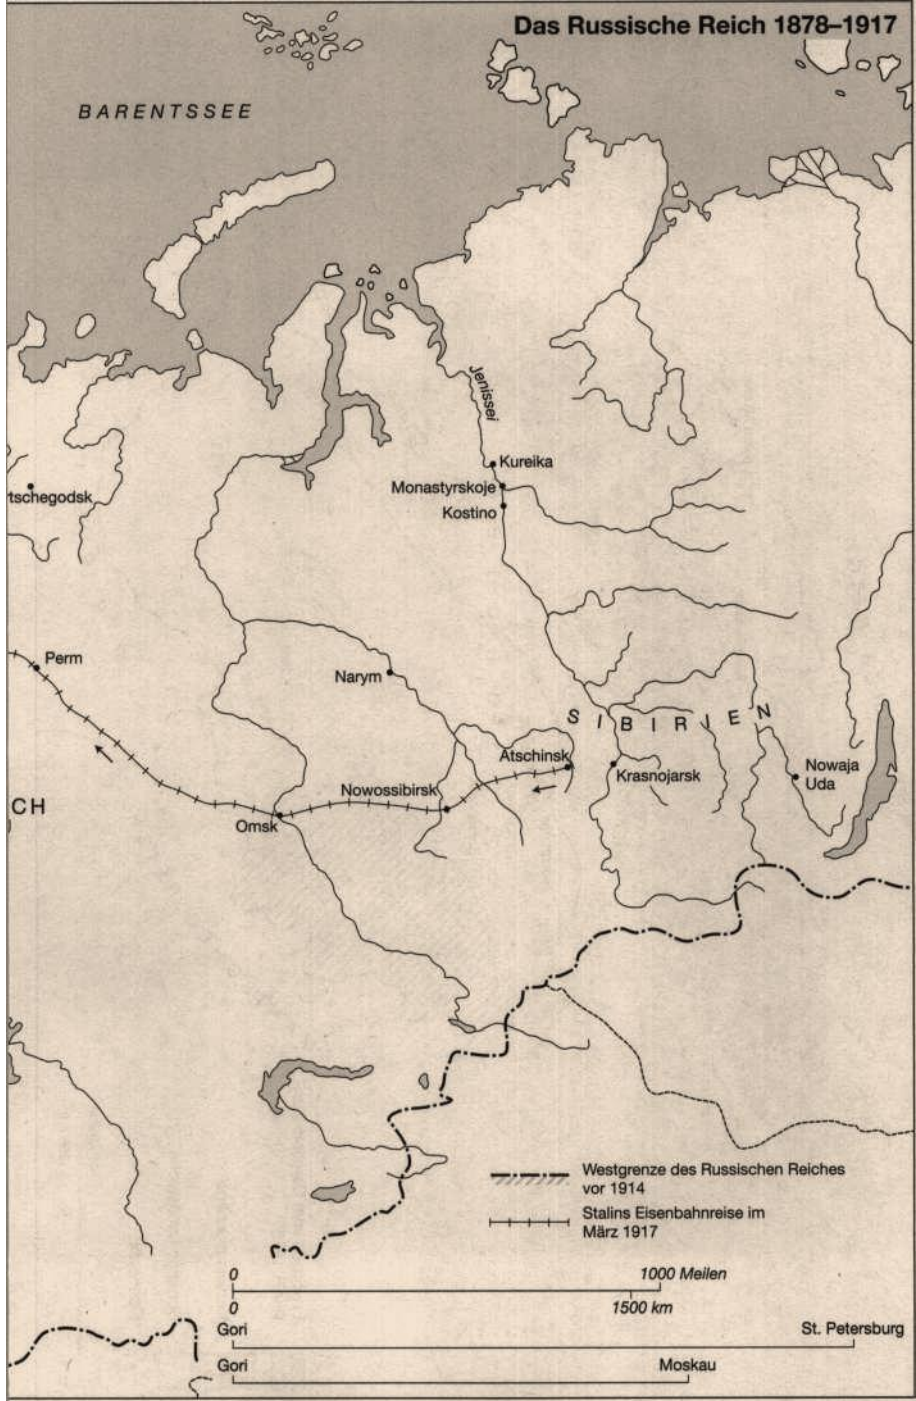 Das Russische Reich 1878–1917
BARENTSSEE
Jenissei
Kureika
Monastyrskoje
Kostino
rtschegodsk
Perm
Narym
SIBIRIEN
Atschinsk
Krasnojarsk
Nowaja
Uda
Nowossibirsk
CH
Omsk
Westgrenze des Russischen Reiches
vor 1914
Stalins Eisenbahnreise im
März 1917
0 1000 Meilen
0 1500 km
Gori St. Petersburg
Gori Moskau